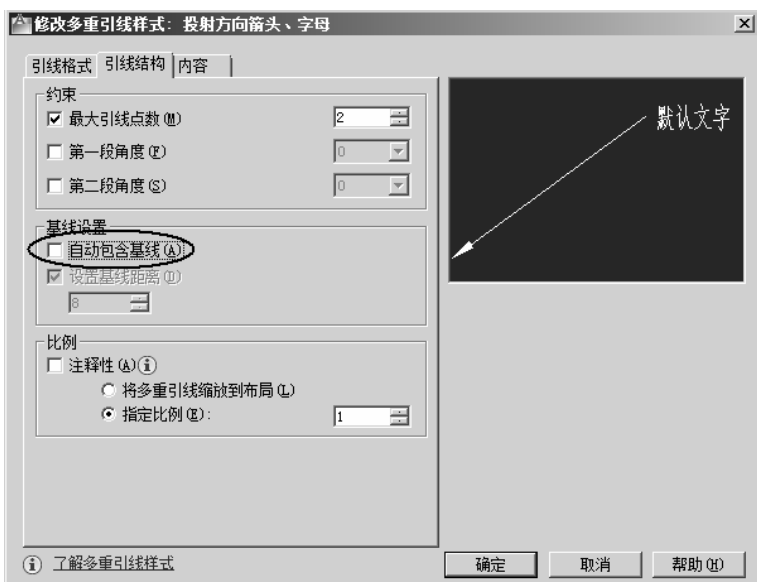 修改多重引线样式：投射方向箭头、字母
引线格式 引线结构 内容
约束
最大引线点数(M) 2
第一段角度(F) 0
第二段角度(S) 0
基线设置
自动包含基线(A)
设置基线距离(D)
8
比例
注释性(A)
将多重引线缩放到布局(L)
指定比例(E)： 1
默认文字
了解多重引线样式
确定 取消 帮助(H)